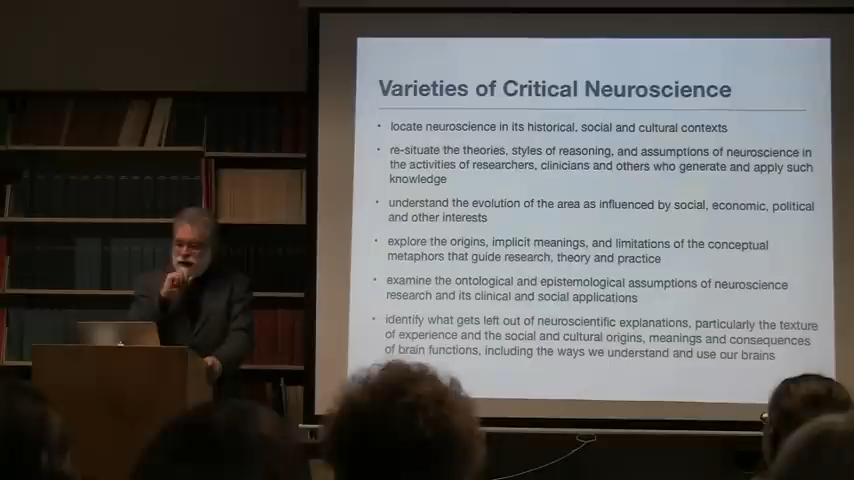 Varieties of Critical Neuroscience
• locate neuroscience in its historical, social and cultural contexts
• re-situate the theories, styles of reasoning, and assumptions of neuroscience in
the activities of researchers, clinicians and others who generate and apply such
knowledge
• understand the evolution of the area as influenced by social, economic, political
and other interests
• explore the origins, implicit meanings, and limitations of the conceptual
metaphors that guide research, theory and practice
• examine the ontological and epistemological assumptions of neuroscience
research and its clinical and social applications
• identify what gets left out of neuroscientific explanations, particularly the texture
of experience and the social and cultural origins, meanings and consequences
of brain functions, including the ways we understand and use our brains